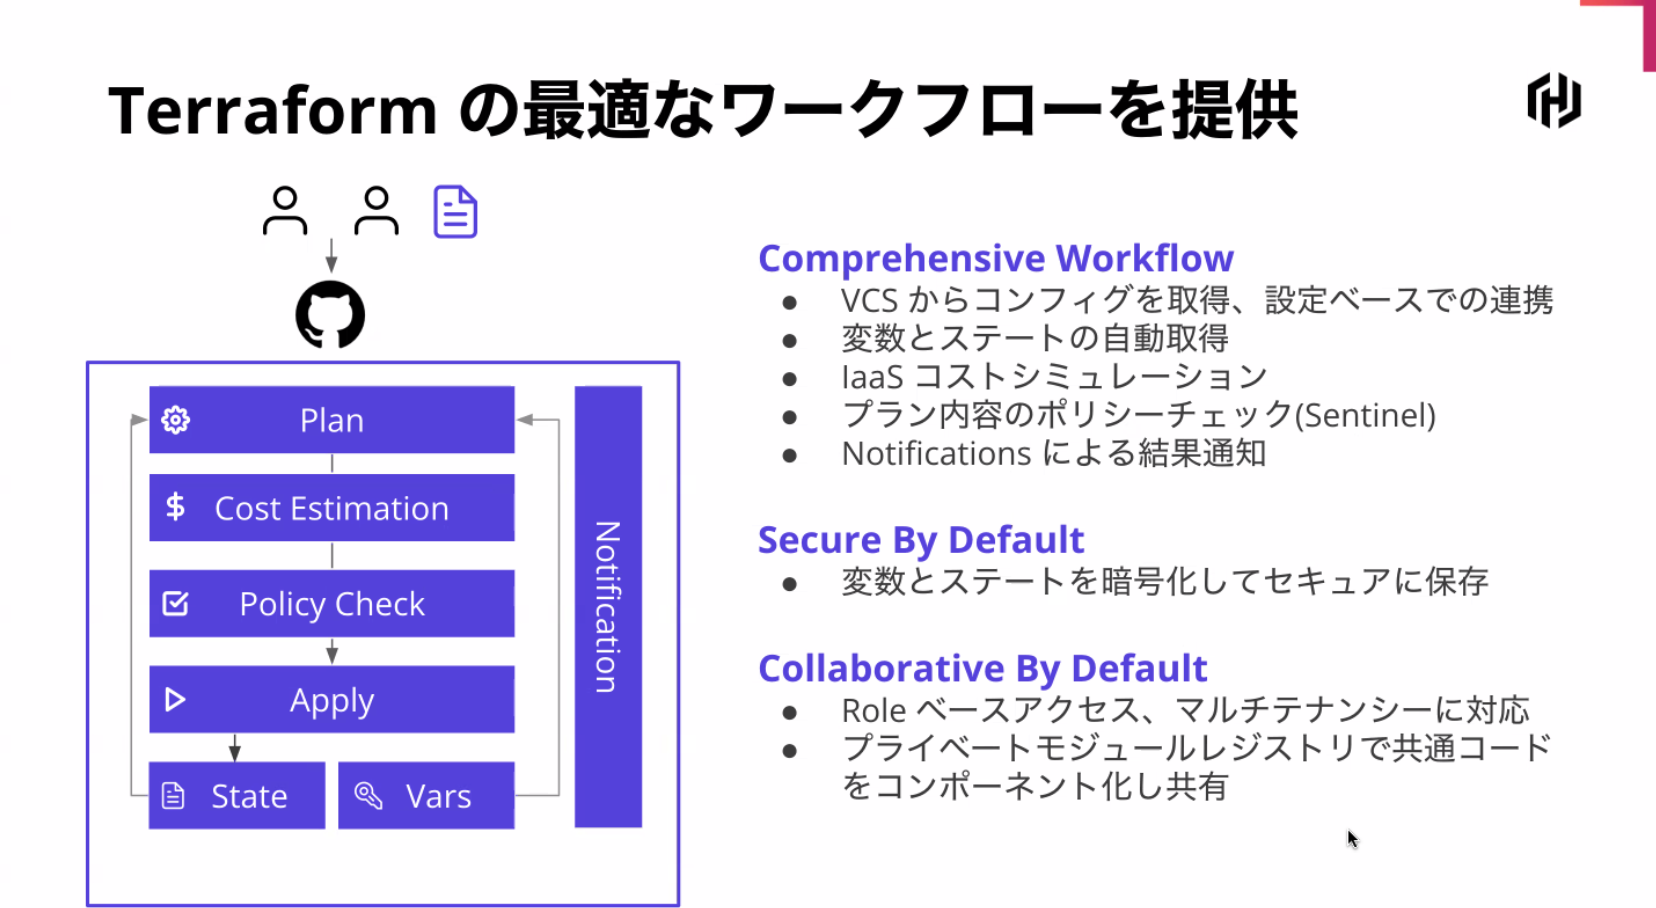 Terraform の最適なワークフローを提供
Plan
Cost Estimation
Policy Check
Apply
State
Vars
Notification
Comprehensive Workflow
● VCS からコンフィグを取得、設定ベースでの連携
● 変数とステートの自動取得
● IaaS コストシミュレーション
● プラン内容のポリシーチェック(Sentinel)
● Notifications による結果通知
Secure By Default
● 変数とステートを暗号化してセキュアに保存
Collaborative By Default
● Role ベースアクセス、マルチテナンシーに対応
● プライベートモジュールレジストリで共通コード
をコンポーネント化し共有